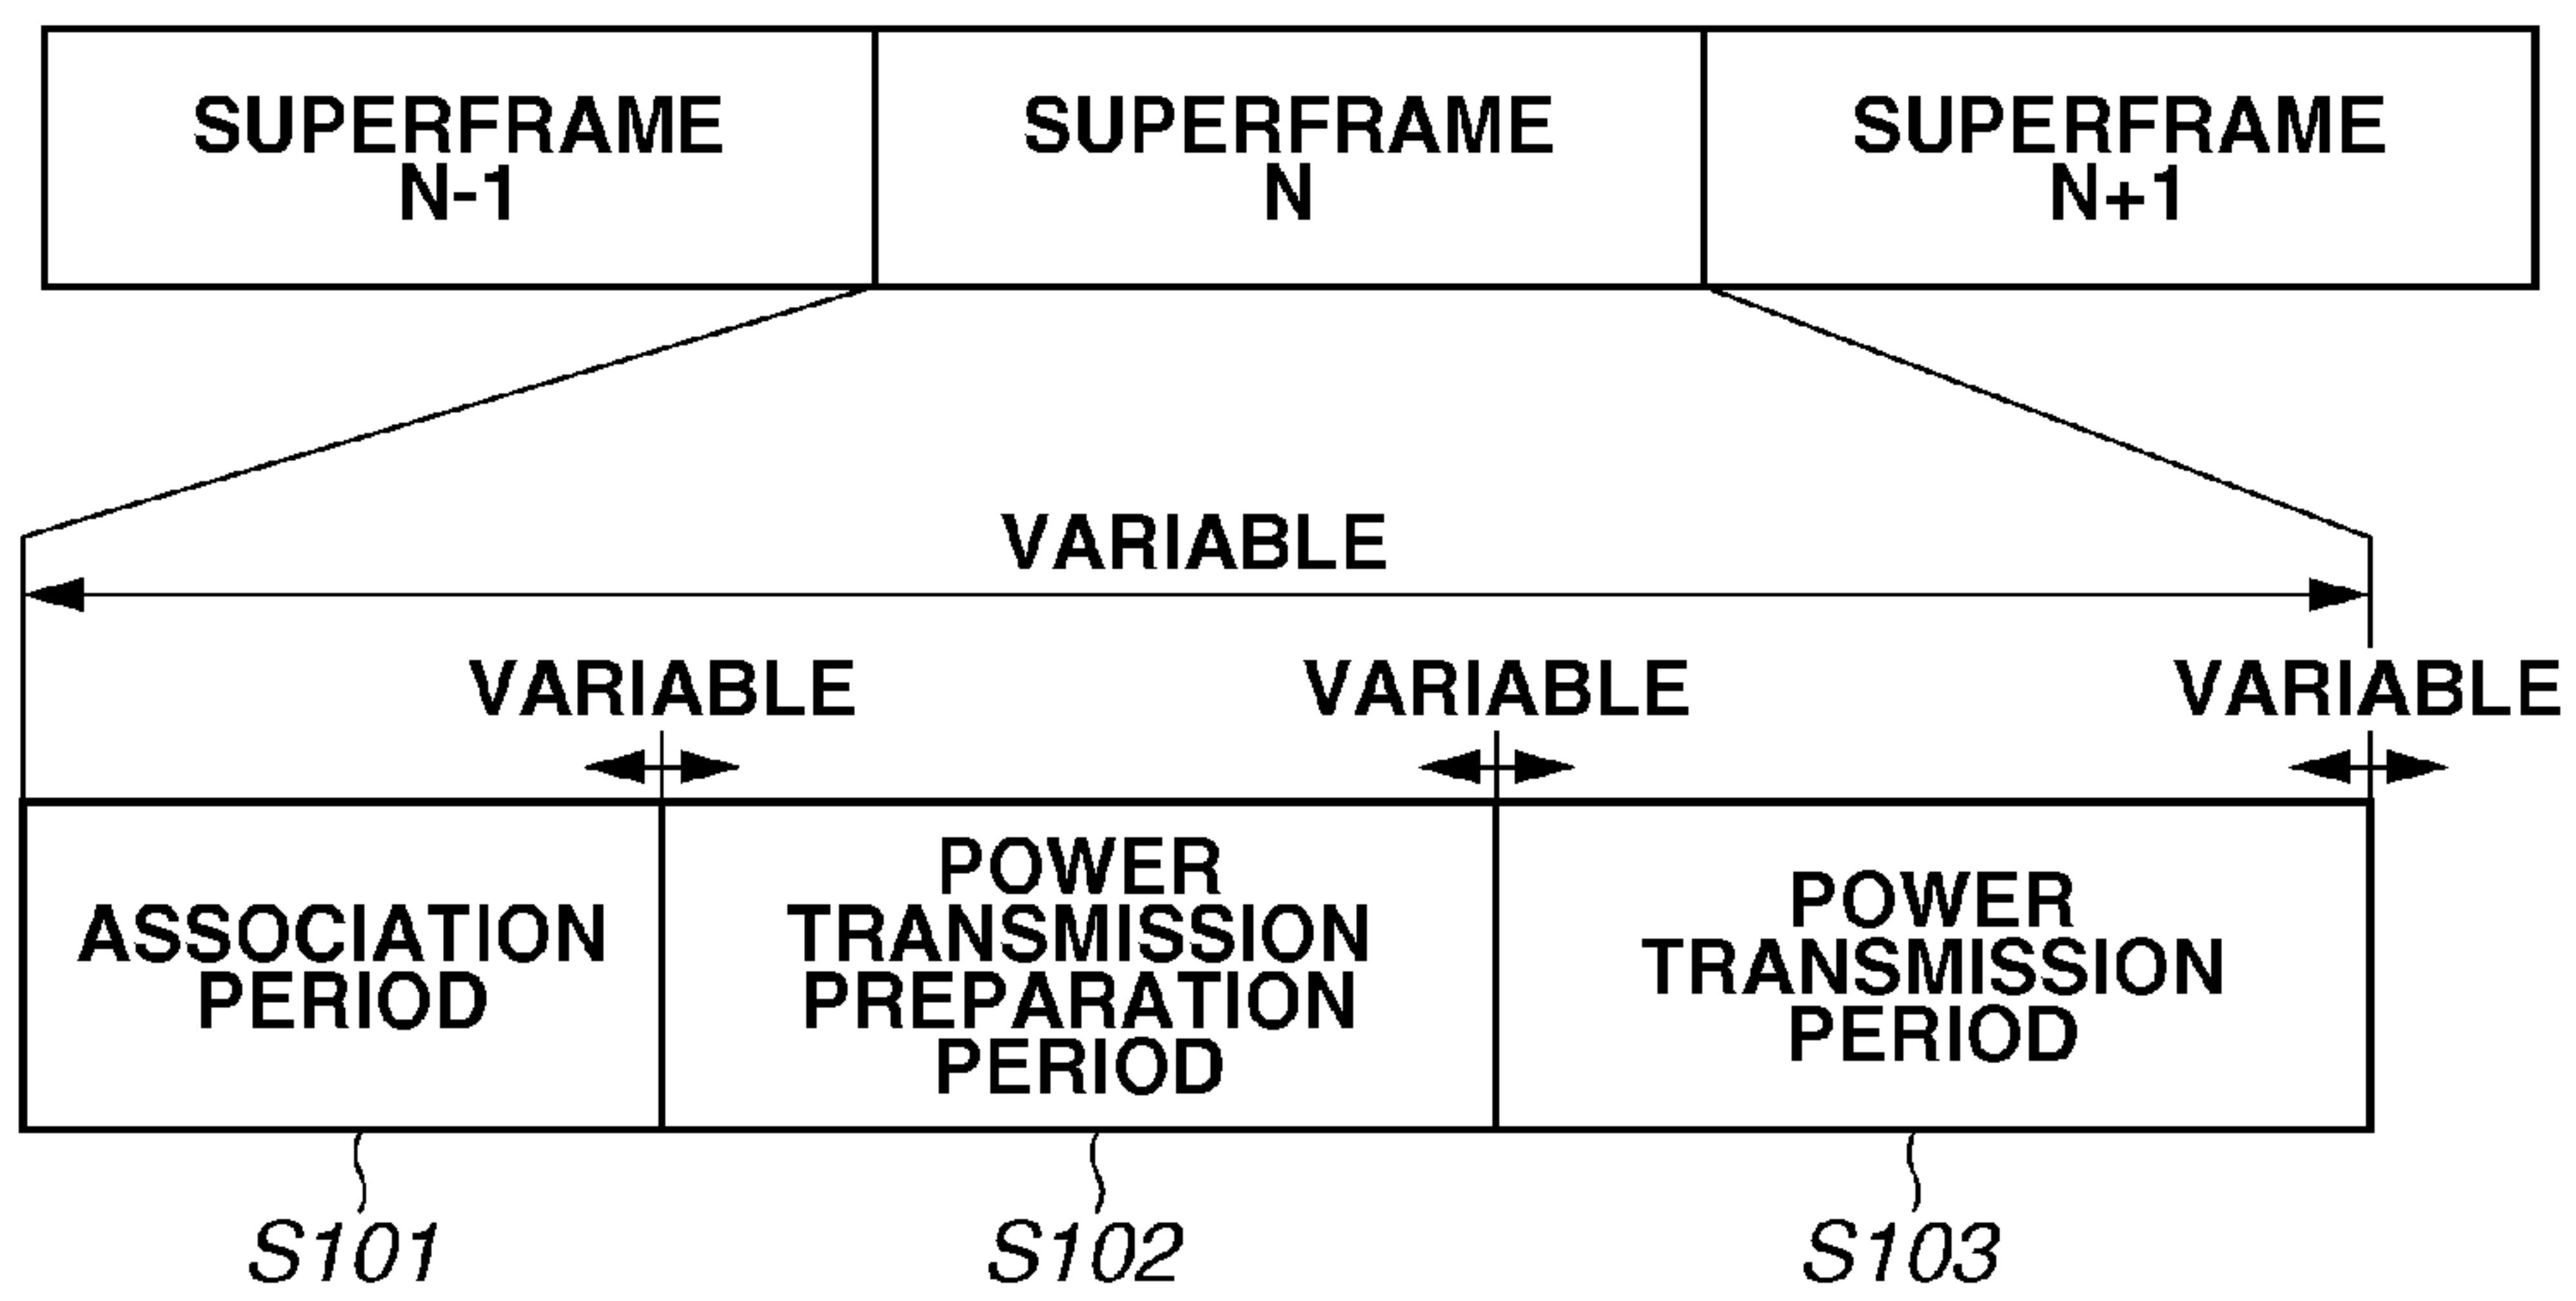 SUPERFRAME
N-1
SUPERFRAME
N
SUPERFRAME
N+1
VARIABLE
VARIABLE
VARIABLE
VARIABLE
ASSOCIATION
PERIOD
POWER
TRANSMISSION
PREPARATION
PERIOD
POWER
TRANSMISSION
PERIOD
S101
S102
S103